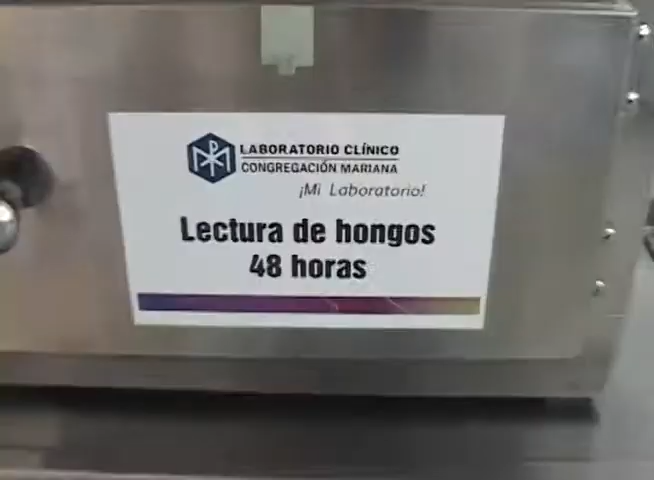 LABORATORIO CLÍNICO
CONGREGACIÓN MARIANA
¡Mi Laboratorio!
Lectura de hongos
48 horas